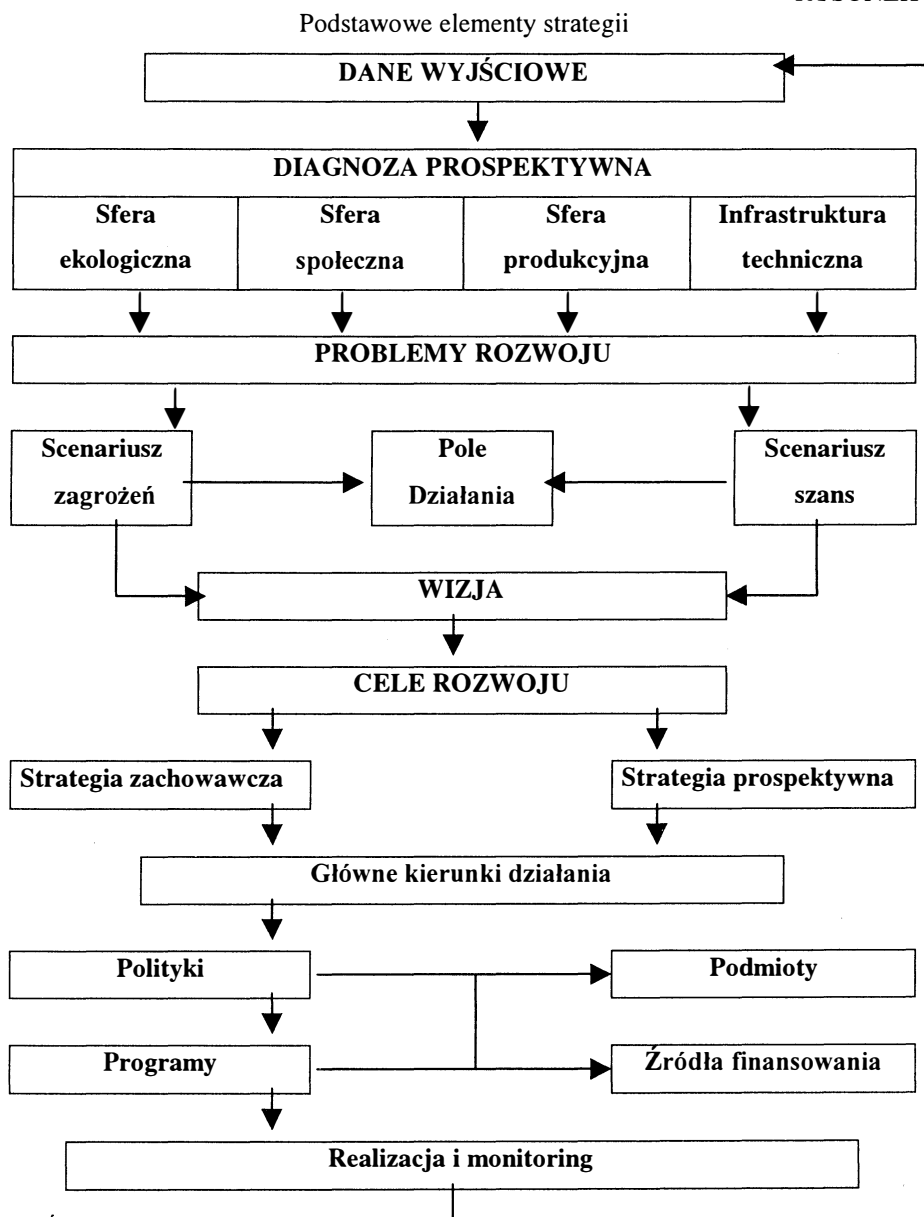 Podstawowe elementy strategii
DANE WYJŚCIOWE
DIAGNOZA PROSPEKTYWNA
Sfera
ekologiczna
Sfera
społeczna
Sfera
produkcyjna
Infrastruktura
techniczna
PROBLEMY ROZWOJU
Scenariusz
zagrożeń
Pole
Działania
Scenariusz
szans
WIZJA
CELE ROZWOJU
Strategia zachowawcza
Strategia prospektywna
Główne kierunki działania
Polityki
Podmioty
Programy
Źródła finansowania
Realizacja i monitoring